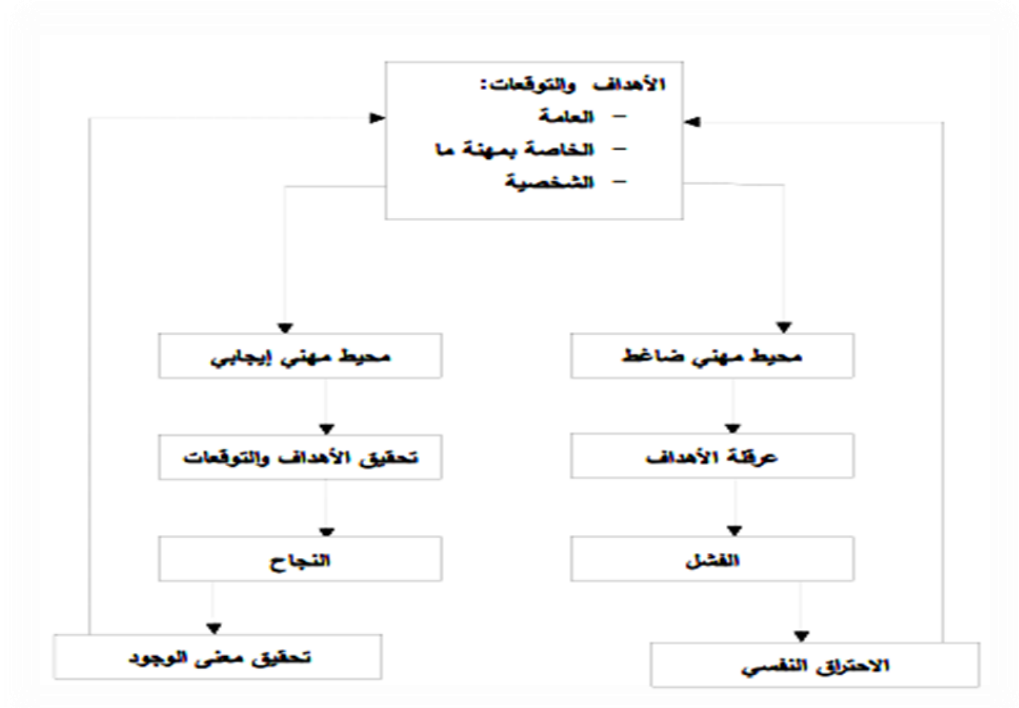 الأهداف والتوقعات:
– العامة
– الخاصة بمهنة ما
– الشخصية
محيط مهني ضاغط
محيط مهني إيجابي
عرقلة الأهداف
تحقيق الأهداف والتوقعات
الفشل
النجاح
الاحتراق النفسي
تحقيق معنى الوجود